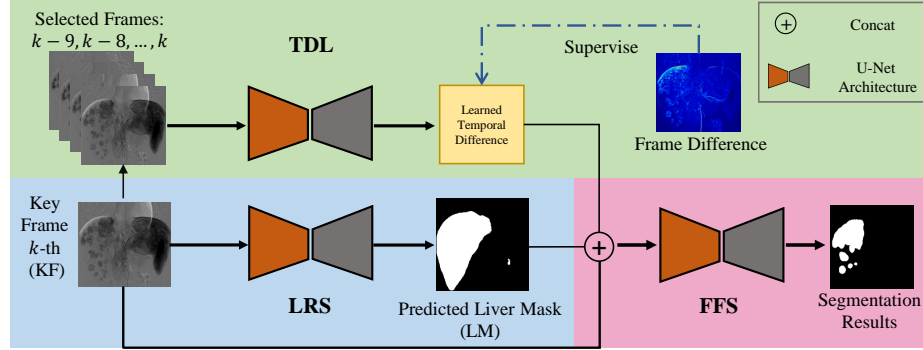 Selected Frames:
k − 9, k − 8, … , k
TDL
Supervise
Learned
Temporal
Difference
Frame Difference
Concat
U-Net
Architecture
Key
Frame
k-th
(KF)
LRS
Predicted Liver Mask
(LM)
+
FFS
Segmentation
Results